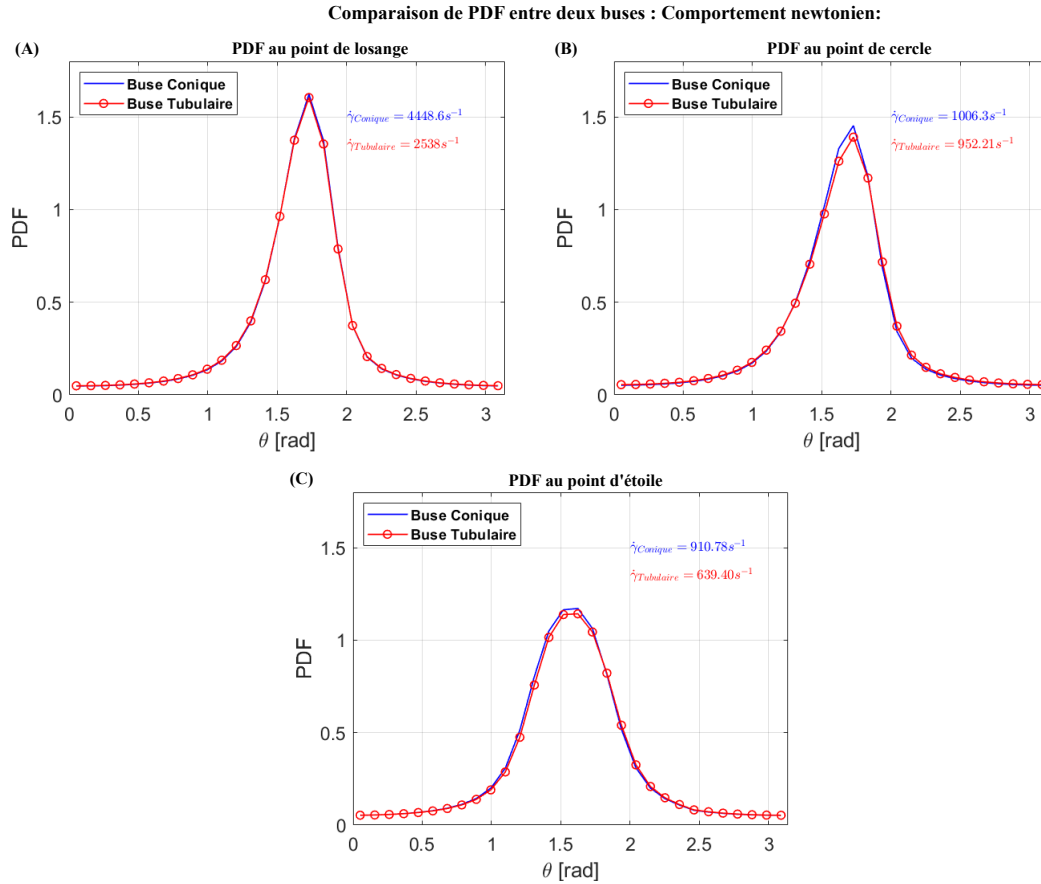 Comparaison de PDF entre deux buses : Comportement newtonien:
(A)
PDF au point de losange
Buse Conique
Buse Tubulaire
γ̇Conique = 4448.6s⁻¹
γ̇Tubulaire = 2538s⁻¹
PDF
1.5
1
0.5
0
0 0.5 1 1.5 2 2.5 3
θ [rad]
(B)
PDF au point de cercle
Buse Conique
Buse Tubulaire
γ̇Conique = 1006.3s⁻¹
γ̇Tubulaire = 952.21s⁻¹
PDF
1.5
1
0.5
0
0 0.5 1 1.5 2 2.5 3
θ [rad]
(C)
PDF au point d'étoile
Buse Conique
Buse Tubulaire
γ̇Conique = 910.78s⁻¹
γ̇Tubulaire = 639.40s⁻¹
PDF
1.5
1
0.5
0
0 0.5 1 1.5 2 2.5 3
θ [rad]